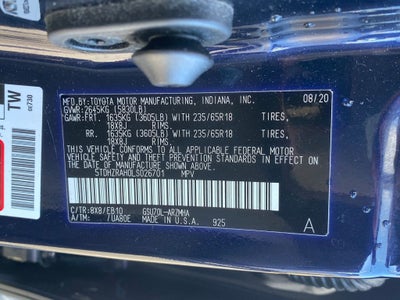 MFD.BY:TOYOTA MOTOR MANUFACTURING, INDIANA, INC. 08/20
GVWR:2645KG (5830LB)
GAWR:FRT. 1635KG (3605LB) WITH 235/65R18 TIRES,
18X8J RIMS,
RR. 1635KG (3605LB) WITH 235/65R18 TIRES,
18X8J RIMS,
THIS VEHICLE CONFORMS TO ALL APPLICABLE
FEDERAL MOTOR VEHICLE SAFETY AND
THEFT PREVENTION STANDARDS IN EFFECT ON
THE DATE OF MANUFACTURE SHOWN ABOVE.
5TDHZRAH0LS026701 MPV
C/TR:8X8/EB10 GSU70L-ARZMHA
A/TM: /UA80E MADE IN U.S.A. 925 A
TW